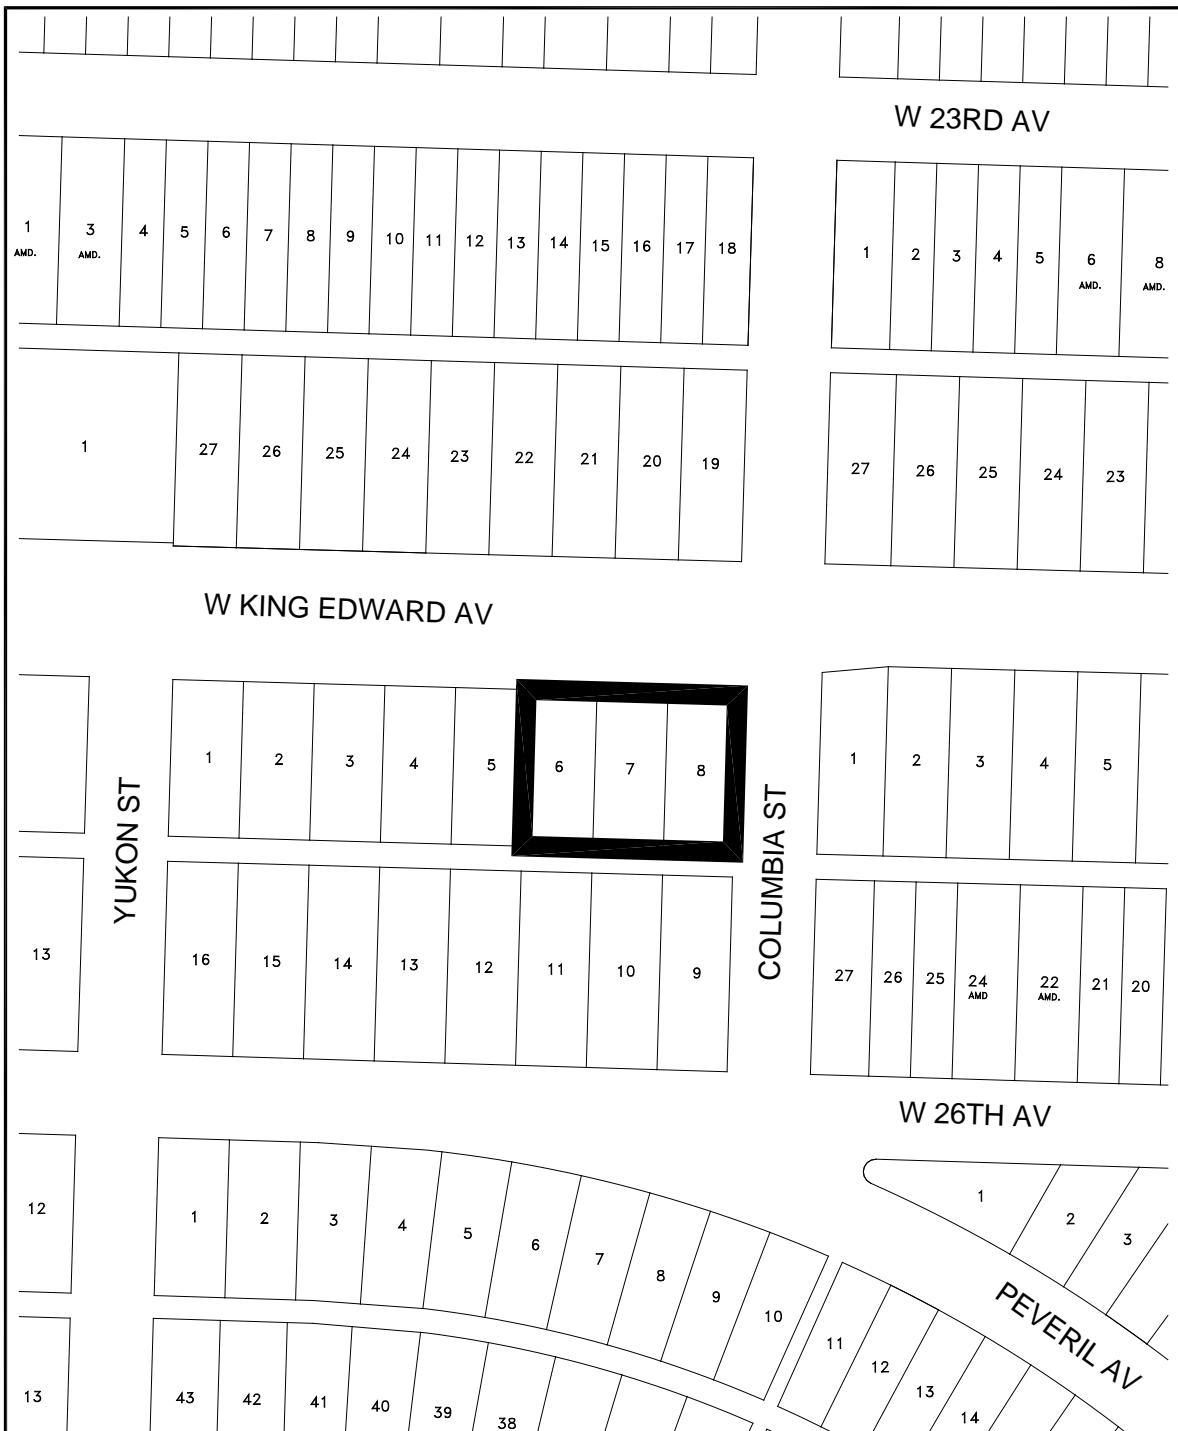 W 23RD AV
1 3 4 5 6 7 8 9 10 11 12 13 14 15 16 17 18 1 2 3 4 5 6 8
AMD. AMD. AMD. AMD.
1 27 26 25 24 23 22 21 20 19 27 26 25 24 23
W KING EDWARD AV
1 2 3 4 5 6 7 8 1 2 3 4 5
YUKON ST
COLUMBIA ST
13 16 15 14 13 12 11 10 9 27 26 25 24 22 21 20
AMD AMD.
W 26TH AV
12 1 2 3 4 5 6 7 8 9 10 1 2 3
PEVERIL AV
11 12 13 14
13 43 42 41 40 39 38